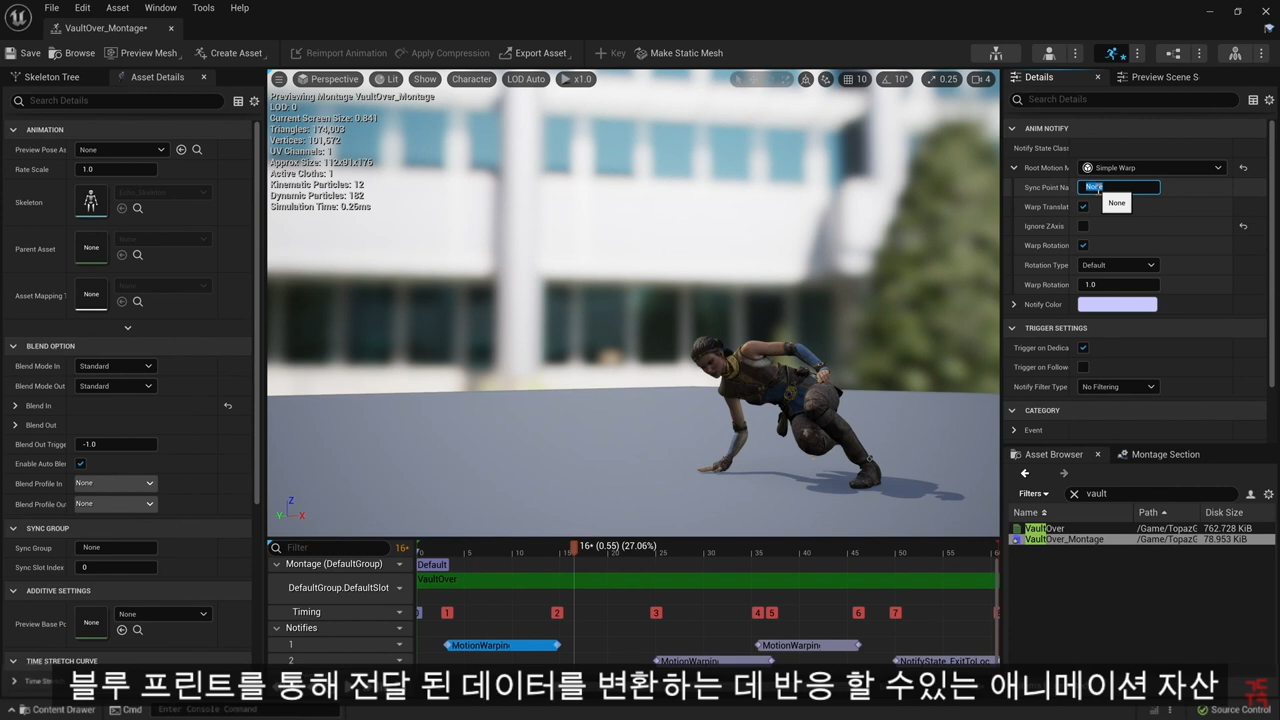 File Edit Asset Window Tools Help
VaultOver_Montage*
Save Browse Preview Mesh Create Asset Reimport Animation Apply Compression Export Asset Key Make Static Mesh
Skeleton Tree Asset Details
Search Details
ANIMATION
Preview Pose As None
Rate Scale 1.0
Skeleton Echo_Skeleton
Parent Asset None None
Asset Mapping T None None
BLEND OPTION
Blend Mode In Standard
Blend Mode Out Standard
Blend In
Blend Out
Blend Out Trigge -1.0
Enable Auto Ble
Blend Profile In None
Blend Profile Ou None
SYNC GROUP
Sync Group None
Sync Slot Index 0
ADDITIVE SETTINGS
Preview Base Po None None
TIME STRETCH CURVE
Time Stretch
Perspective Lit Show Character LOD Auto x1.0 10 10° 0.25 4
Previewing Montage VaultOver_Montage
LOD: 0
Current Screen Size: 0.841
Triangles: 174,003
Vertices: 101,672
UV Channels: 1
Approx Size: 112x91x176
Active Cloths: 1
Kinematic Particles: 12
Dynamic Particles: 182
Simulation Time: 0.26ms
Z
Y X
Filter 16* 0 5 10 15 16* (0.55) (27.06%) 20 25 30 35 40 45 50 55
Montage (DefaultGroup) Default
VaultOver
DefaultGroup.DefaultSlot
Timing 1 2 3 4 5 6 7
Notifies
1 MotionWarping MotionWarping
2 MotionWarping NotifyState_ExitToLoc
Details Preview Scene S
Search Details
ANIM NOTIFY
Notify State Class
Root Motion M Simple Warp
Sync Point Na None
None
Warp Translat
Ignore ZAxis
Warp Rotation
Rotation Type Default
Warp Rotation 1.0
Notify Color
TRIGGER SETTINGS
Trigger on Dedica
Trigger on Follow
Notify Filter Type No Filtering
CATEGORY
Event
Asset Browser Montage Section
Filters vault
Name Path Disk Size
VaultOver /Game/TopazG 762.728 KiB
VaultOver_Montage /Game/TopazG 78.953 KiB
블루 프린트를 통해 전달 된 데이터를 변환하는 데 반응 할 수있는 애니메이션 자산
Content Drawer Cmd Enter Console Command Source Control